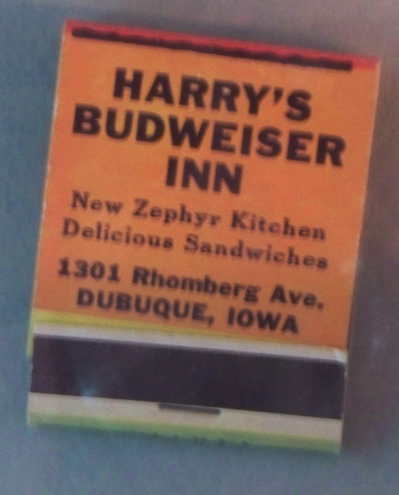 HARRY'S
BUDWEISER
INN
New Zephyr Kitchen
Delicious Sandwiches
1301 Rhomberg Ave.
DUBUQUE, IOWA